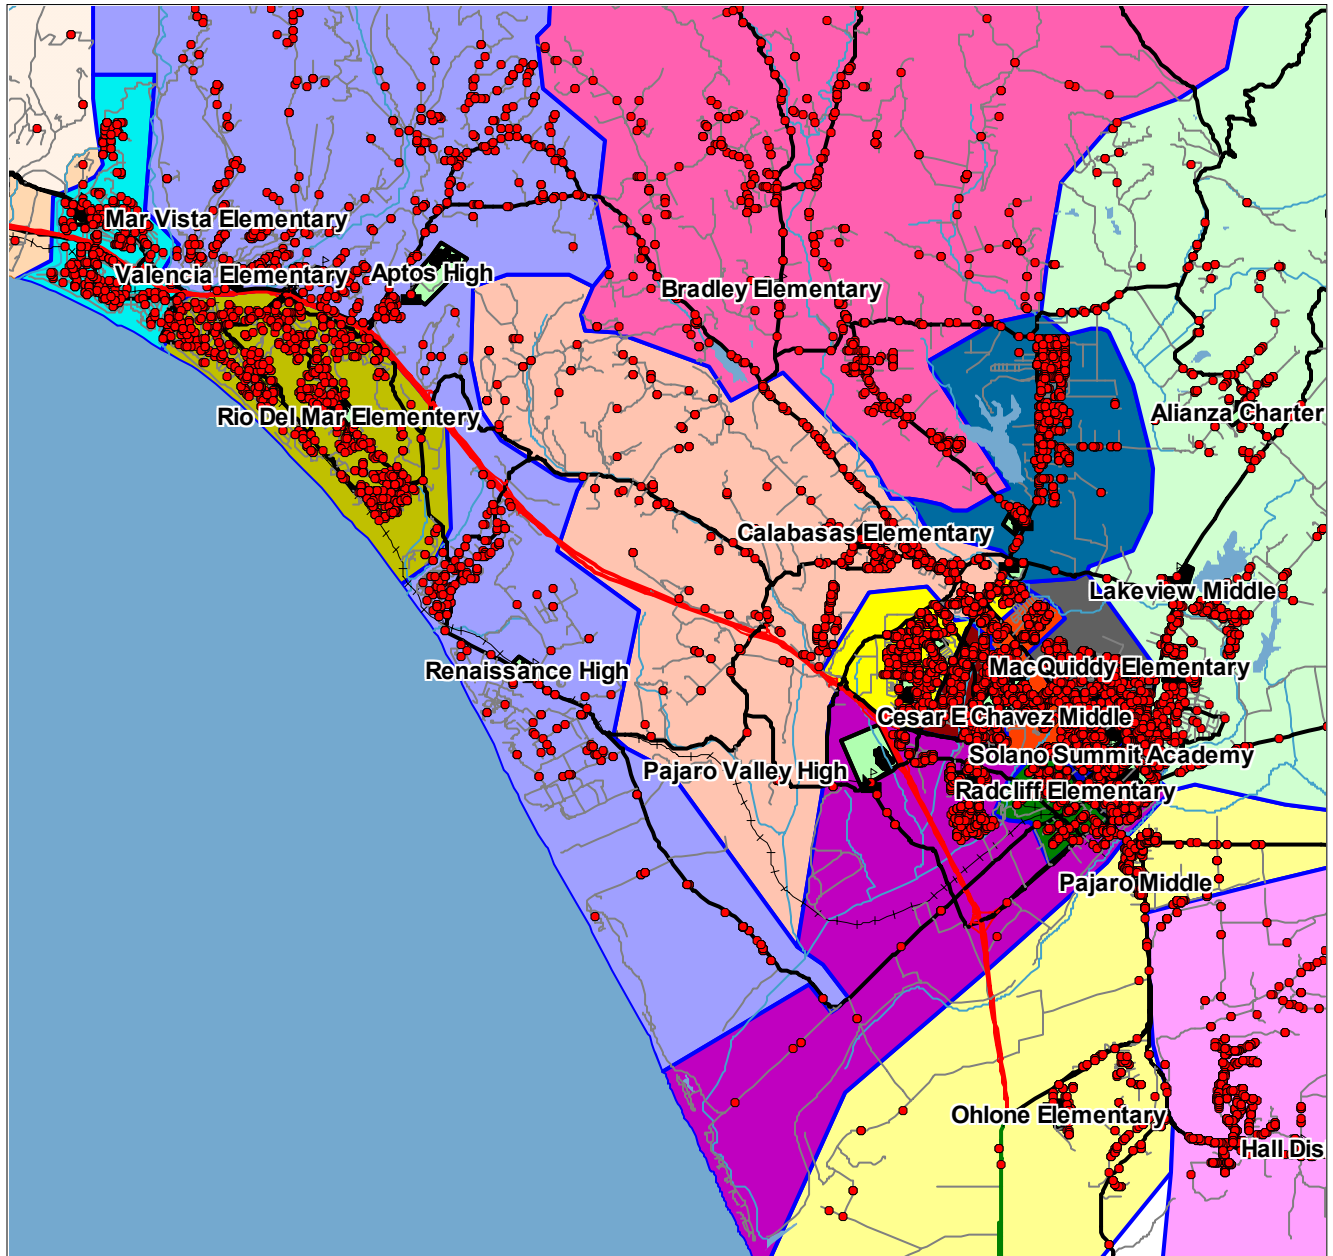 Mar Vista Elementary
Valencia Elementary
Aptos High
Bradley Elementary
Rio Del Mar Elementery
Alianza Charter
Calabasas Elementary
Lakeview Middle
Renaissance High
MacQuiddy Elementary
Cesar E Chavez Middle
Solano Summit Academy
Pajaro Valley High
Radcliff Elementary
Pajaro Middle
Ohlone Elementary
Hall Dis